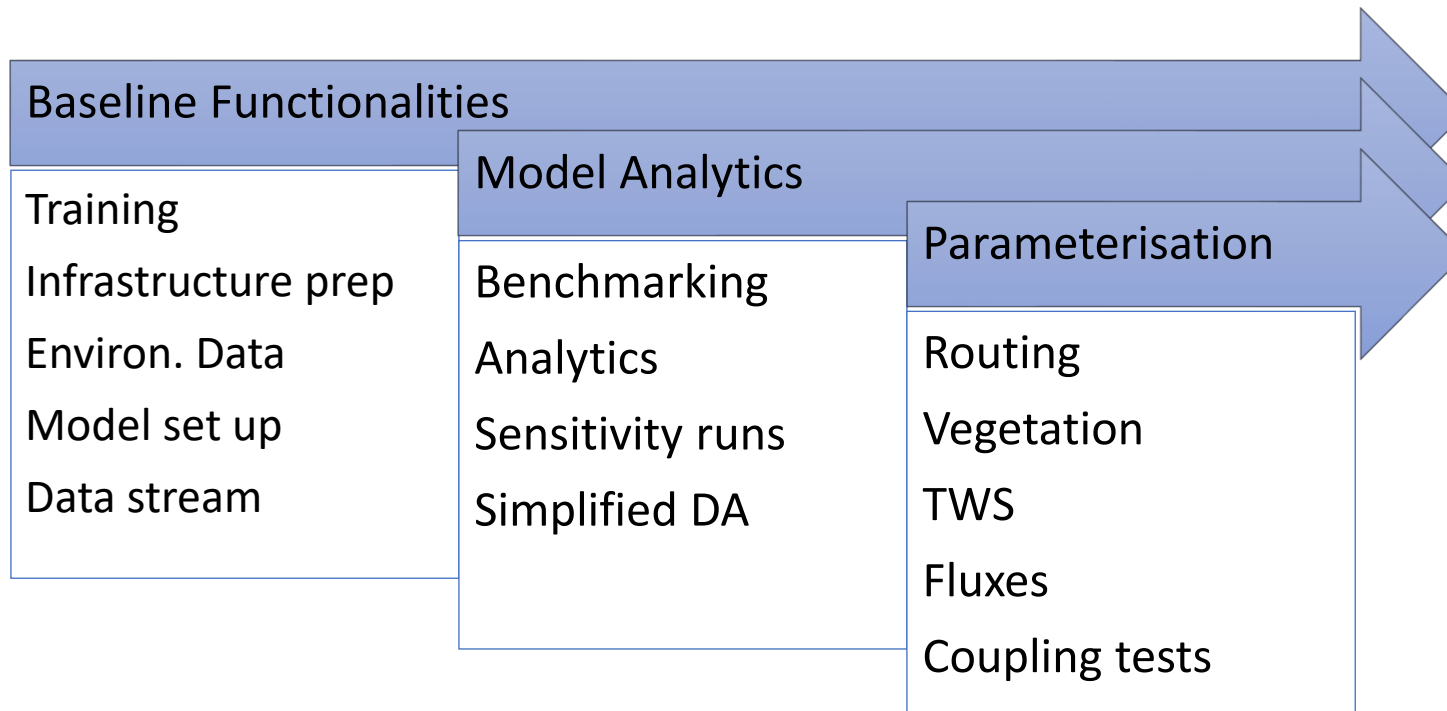 Baseline Functionalities
Training
Infrastructure prep
Environ. Data
Model set up
Data stream
Model Analytics
Benchmarking
Analytics
Sensitivity runs
Simplified DA
Parameterisation
Routing
Vegetation
TWS
Fluxes
Coupling tests